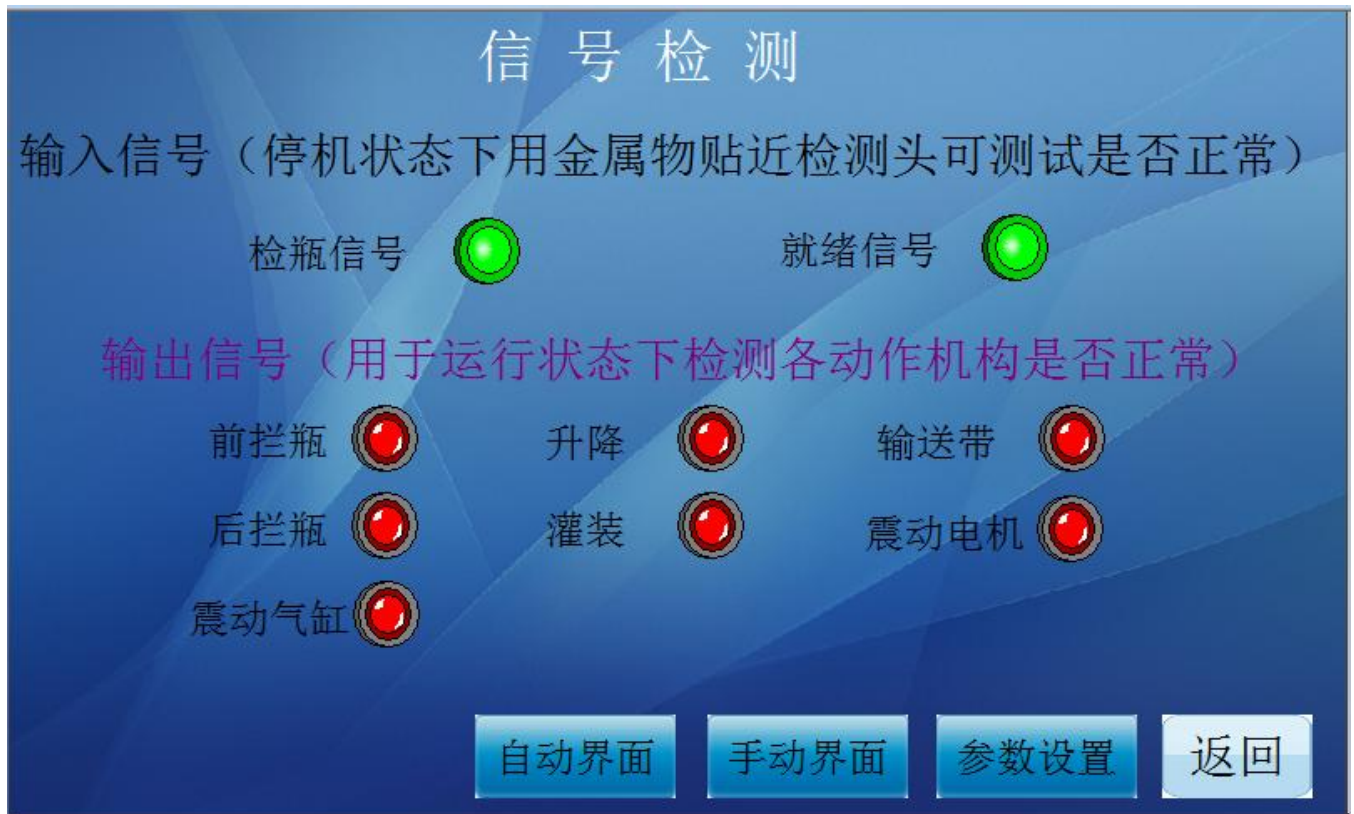 信号检测
输入信号（停机状态下用金属物贴近检测头可测试是否正常）
检瓶信号 就绪信号
输出信号（用于运行状态下检测各动作机构是否正常）
前拦瓶 升降 输送带
后拦瓶 灌装 震动电机
震动气缸
自动界面 手动界面 参数设置 返回